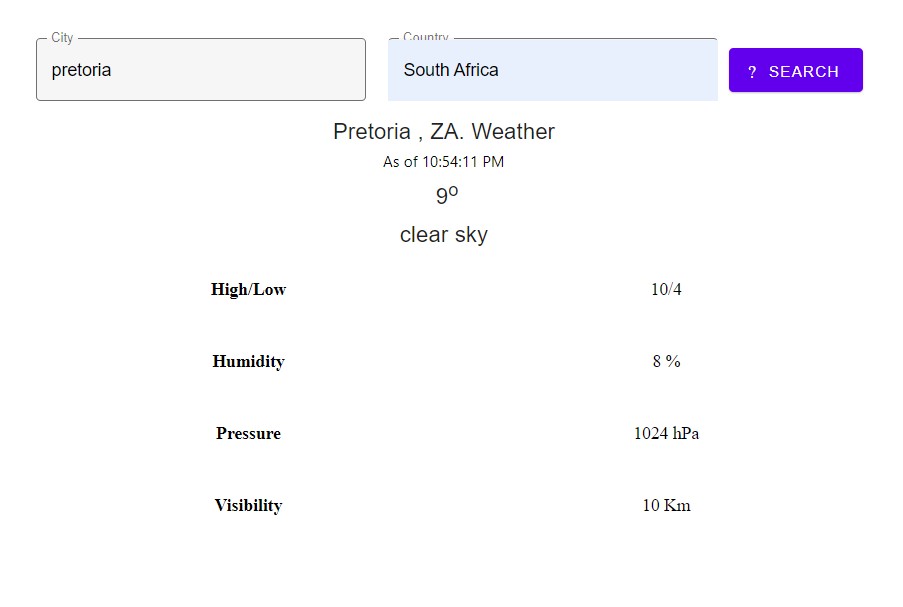 City
Country
pretoria
South Africa
? SEARCH
Pretoria , ZA. Weather
As of 10:54:11 PM
9º
clear sky
High/Low 10/4
Humidity 8 %
Pressure 1024 hPa
Visibility 10 Km